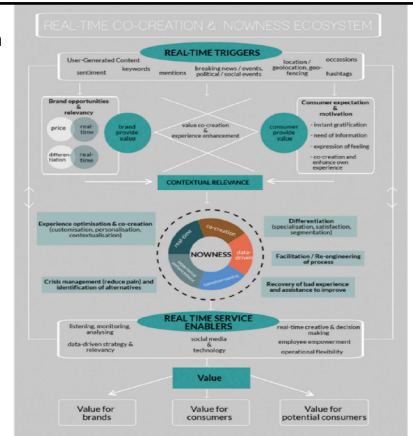 REAL-TIME CO-CREATION & NOWNESS ECOSYSTEM
REAL-TIME TRIGGERS
User-Generated Content
sentiment
keywords
mentions
breaking news / events,
political / social events
location /
geolocation, geo-
fencing
occassions
hashtags
Brand opportunities
&
relevancy
price
real-
time
differen-
tiation
real-
time
brand
provide
value
value co-creation
&
experience enhancement
consumer
provide
value
Consumer expectation
&
motivation
- instant gratification
- need of information
- expression of feeling
- co-creation and
enhance own
experience
CONTEXTUAL RELEVANCE
Experience optimisation & co-creation
(customisation, personalisation,
contextualisation)
Crisis management (reduce pain) and
identification of alternatives
real-time
co-creation
data-
driven
NOWNESS
Differentiation
(specialisation, satisfaction,
segmentation)
Facilitation / Re-engineering
of process
Recovery of bad experience
and assistance to improve
REAL TIME SERVICE
ENABLERS
listening, monitoring,
analysing
data-driven strategy &
relevancy
social media
&
technology
real-time creative & decision
making
employee empowerment
operational flexibility
Value
Value for
brands
Value for
consumers
Value for
potential consumers